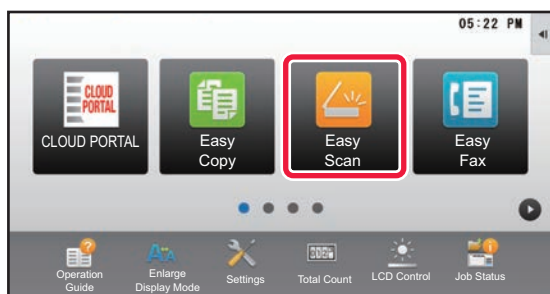 05:22 PM
CLOUD
PORTAL
CLOUD PORTAL
Easy
Copy
Easy
Scan
Easy
Fax
Operation
Guide
Enlarge
Display Mode
Settings
Total Count
LCD Control
Job Status